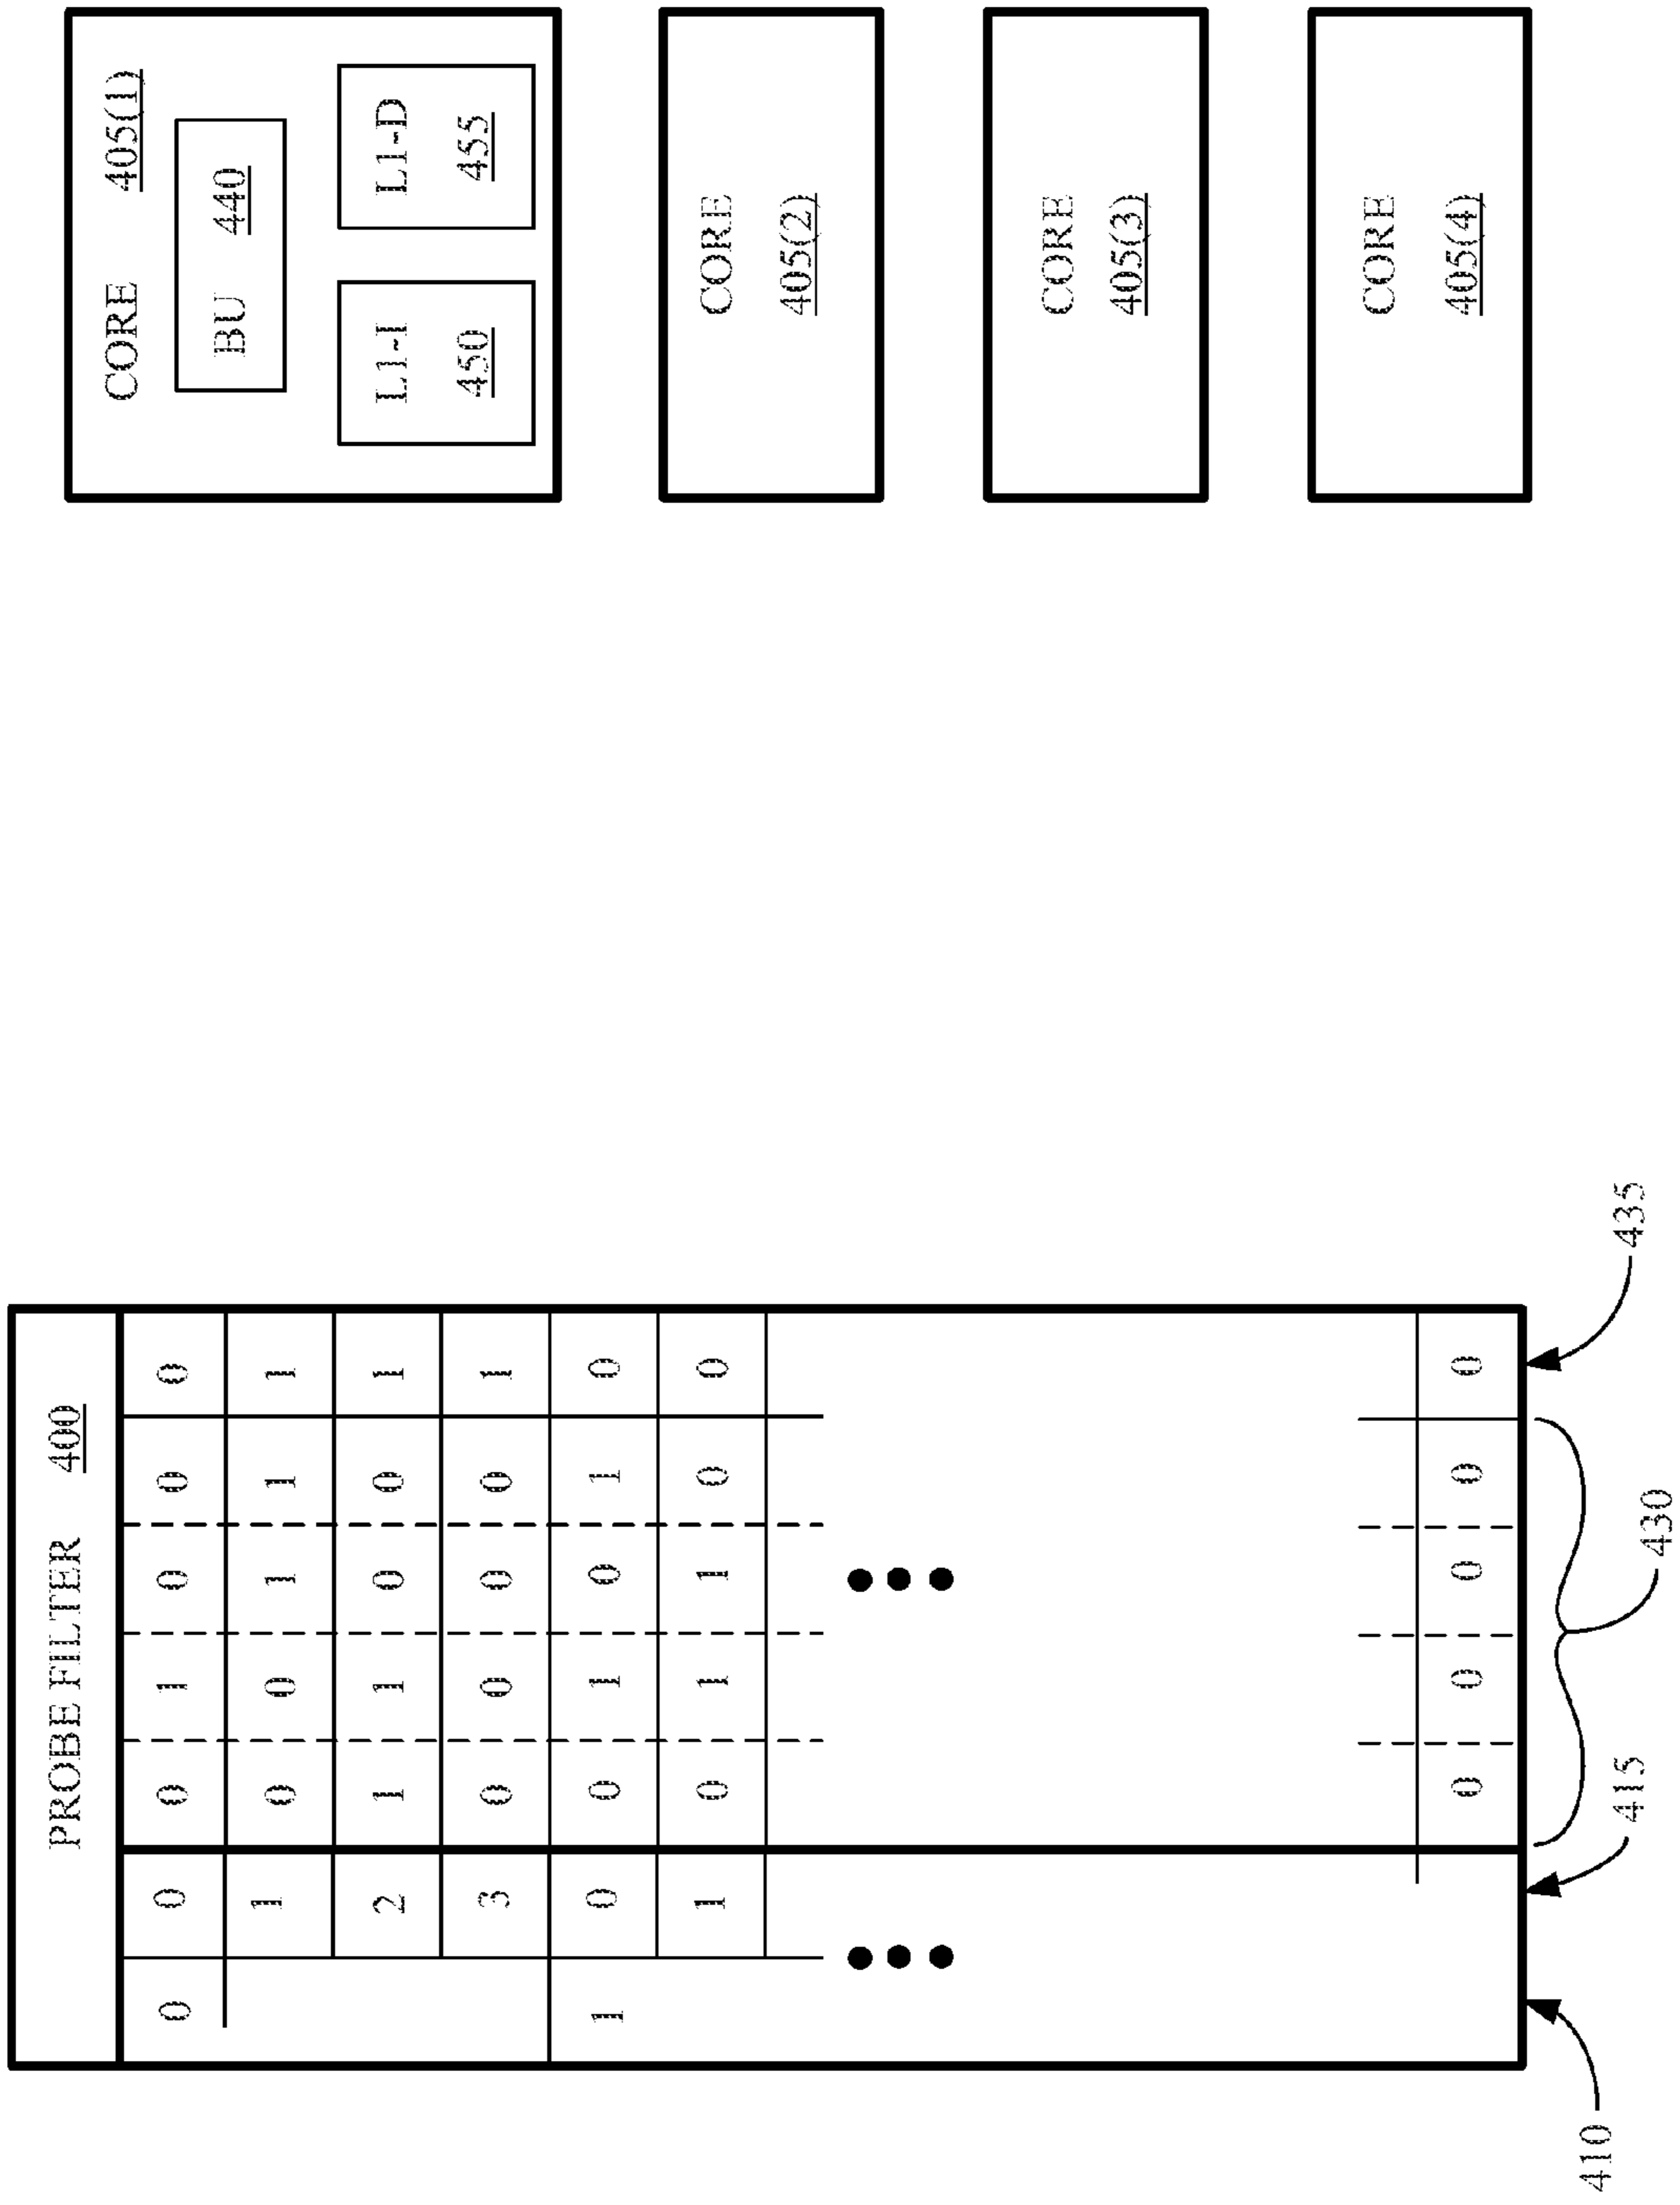 PROBE FILTER 400
0 0 0 1 0 0 0
1 0 0 1 1 1
2 1 1 0 0 1
3 0 0 0 0 1
1 0 0 1 0 1 0
1 0 1 1 0 0
0 0 0 0 0
410
415
430
435
CORE 405(1)
BU 440
L1-I
450
L1-D
455
CORE
405(2)
CORE
405(3)
CORE
405(4)